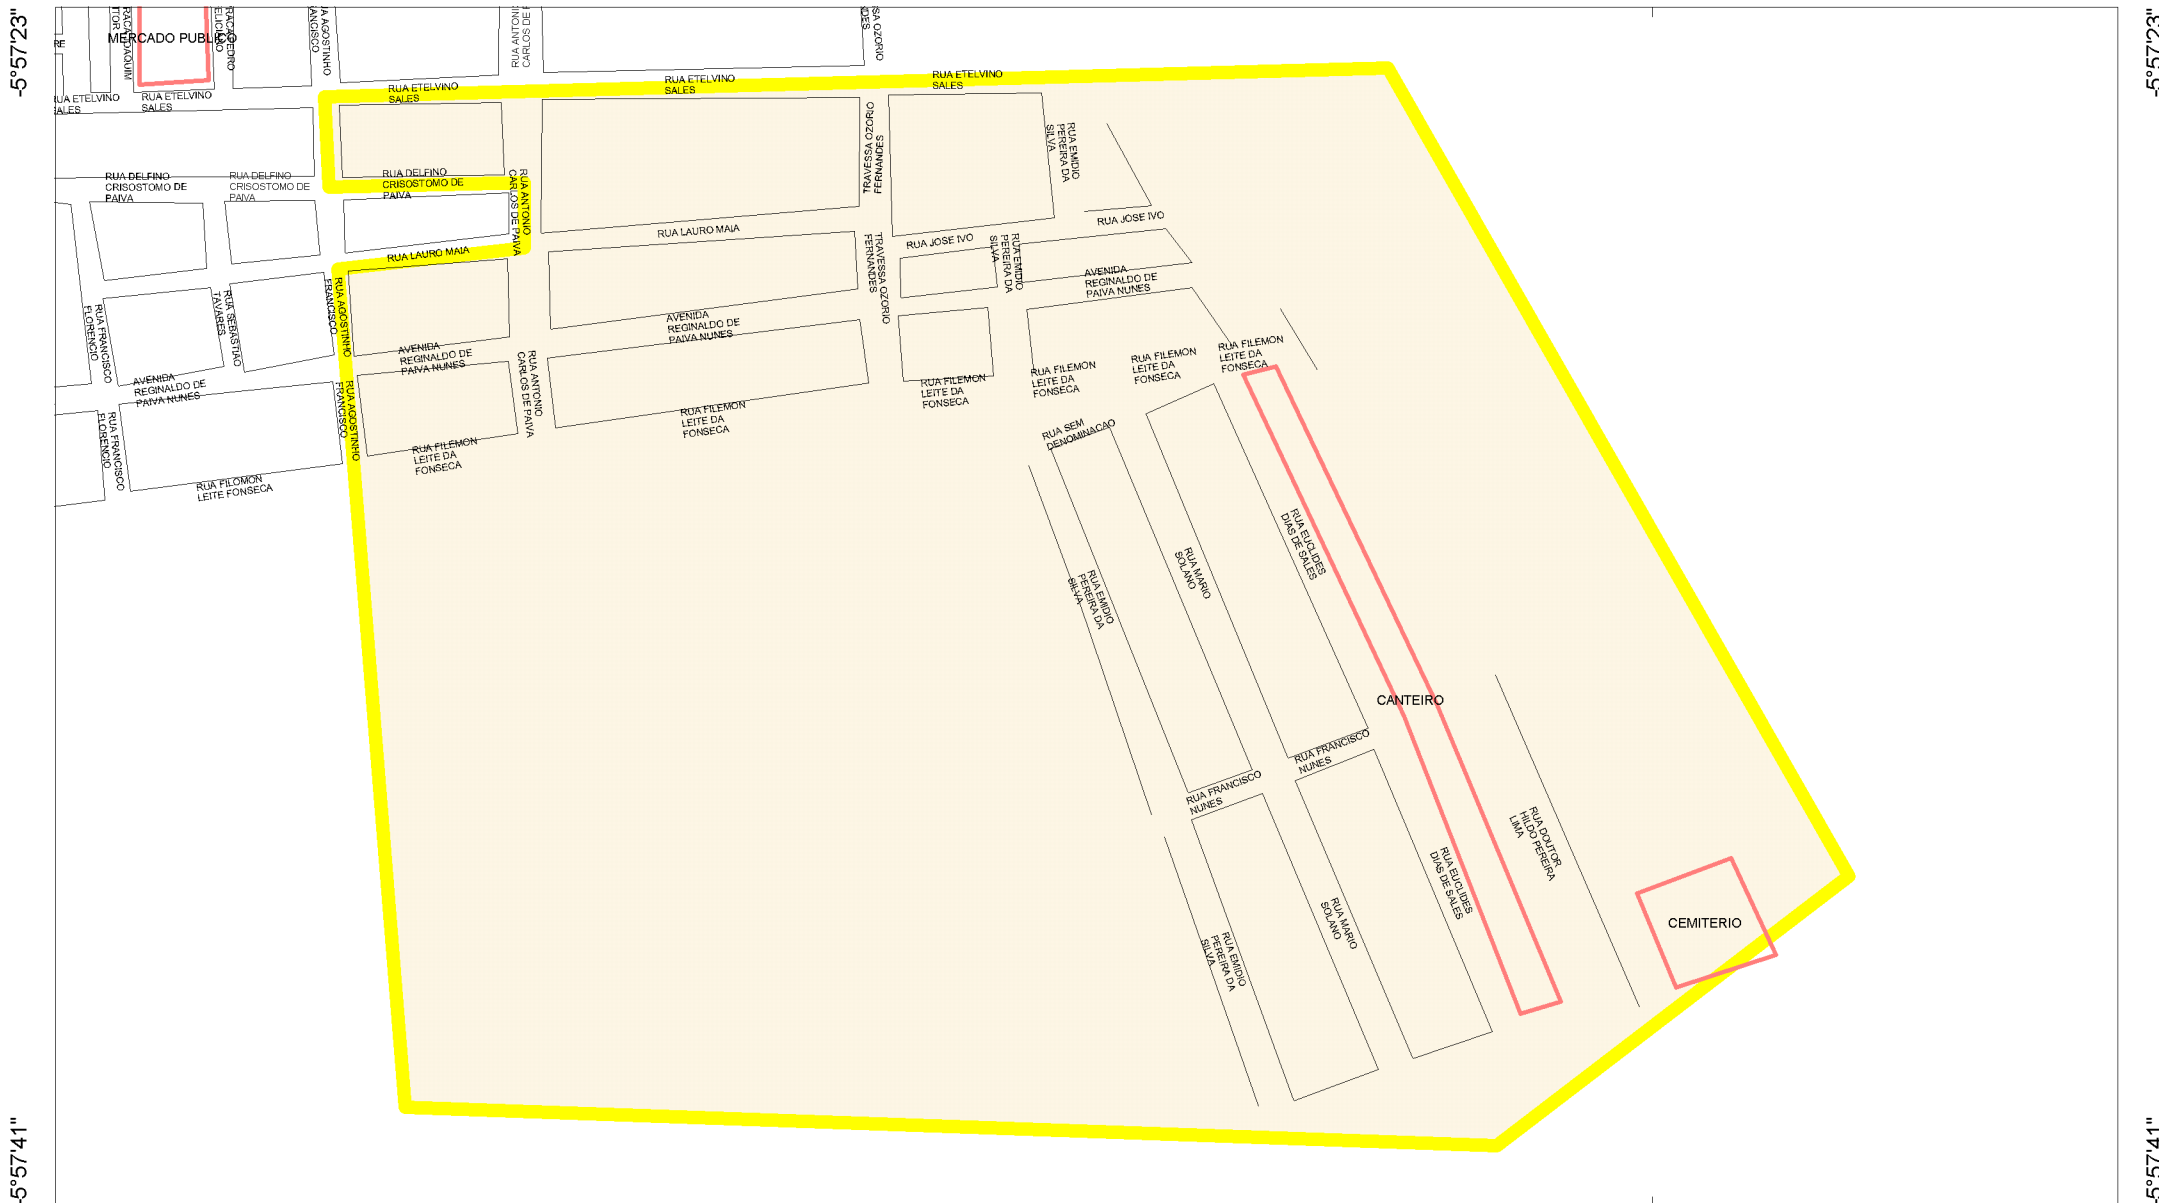 -5°57'23"
-5°57'23"
MERCADO PUBLICO
RUA ETELVINO
SALES
RUA ETELVINO
SALES
RUA ETELVINO
SALES
RUA ETELVINO
SALES
RUA DELFINO
CRISOSTOMO DE
PAIVA
RUA DELFINO
CRISOSTOMO DE
PAIVA
RUA DELFINO
CRISOSTOMO DE
PAIVA
RUA ANTONIO
CARLOS DE PAIVA
TRAVESSA OZORIO
FERNANDES
RUA EMIDIO
PEREIRA DA
SILVA
RUA LAURO MAIA
RUA LAURO MAIA
RUA JOSE IVO
RUA JOSE IVO
TRAVESSA OZORIO
FERNANDES
RUA EMIDIO
PEREIRA DA
SILVA
AVENIDA
REGINALDO DE
PAIVA NUNES
RUA FRANCISCO
FLORENCIO
RUA SEBASTIAO
TAVARES
RUA AGOSTINHO
FRANCISCO
AVENIDA
REGINALDO DE
PAIVA NUNES
AVENIDA
REGINALDO DE
PAIVA NUNES
AVENIDA
REGINALDO DE
PAIVA NUNES
RUA ANTONIO
CARLOS DE PAIVA
RUA AGOSTINHO
FRANCISCO
RUA FRANCISCO
FLORENCIO
RUA FILOMON
LEITE FONSECA
RUA FILEMON
LEITE DA
FONSECA
RUA FILEMON
LEITE DA
FONSECA
RUA FILEMON
LEITE DA
FONSECA
RUA FILEMON
LEITE DA
FONSECA
RUA FILEMON
LEITE DA
FONSECA
RUA FILEMON
LEITE DA
FONSECA
RUA SEM
DENOMINACAO
RUA EUCLIDES
DIAS DE SALES
RUA MARIO
SOLANO
RUA EMIDIO
PEREIRA DA
SILVA
CANTEIRO
RUA FRANCISCO
NUNES
RUA FRANCISCO
NUNES
RUA DOUTOR
HILDO PEREIRA
LIMA
RUA EUCLIDES
DIAS DE SALES
RUA MARIO
SOLANO
RUA EMIDIO
PEREIRA DA
SILVA
CEMITERIO
-5°57'41"
-5°57'41"